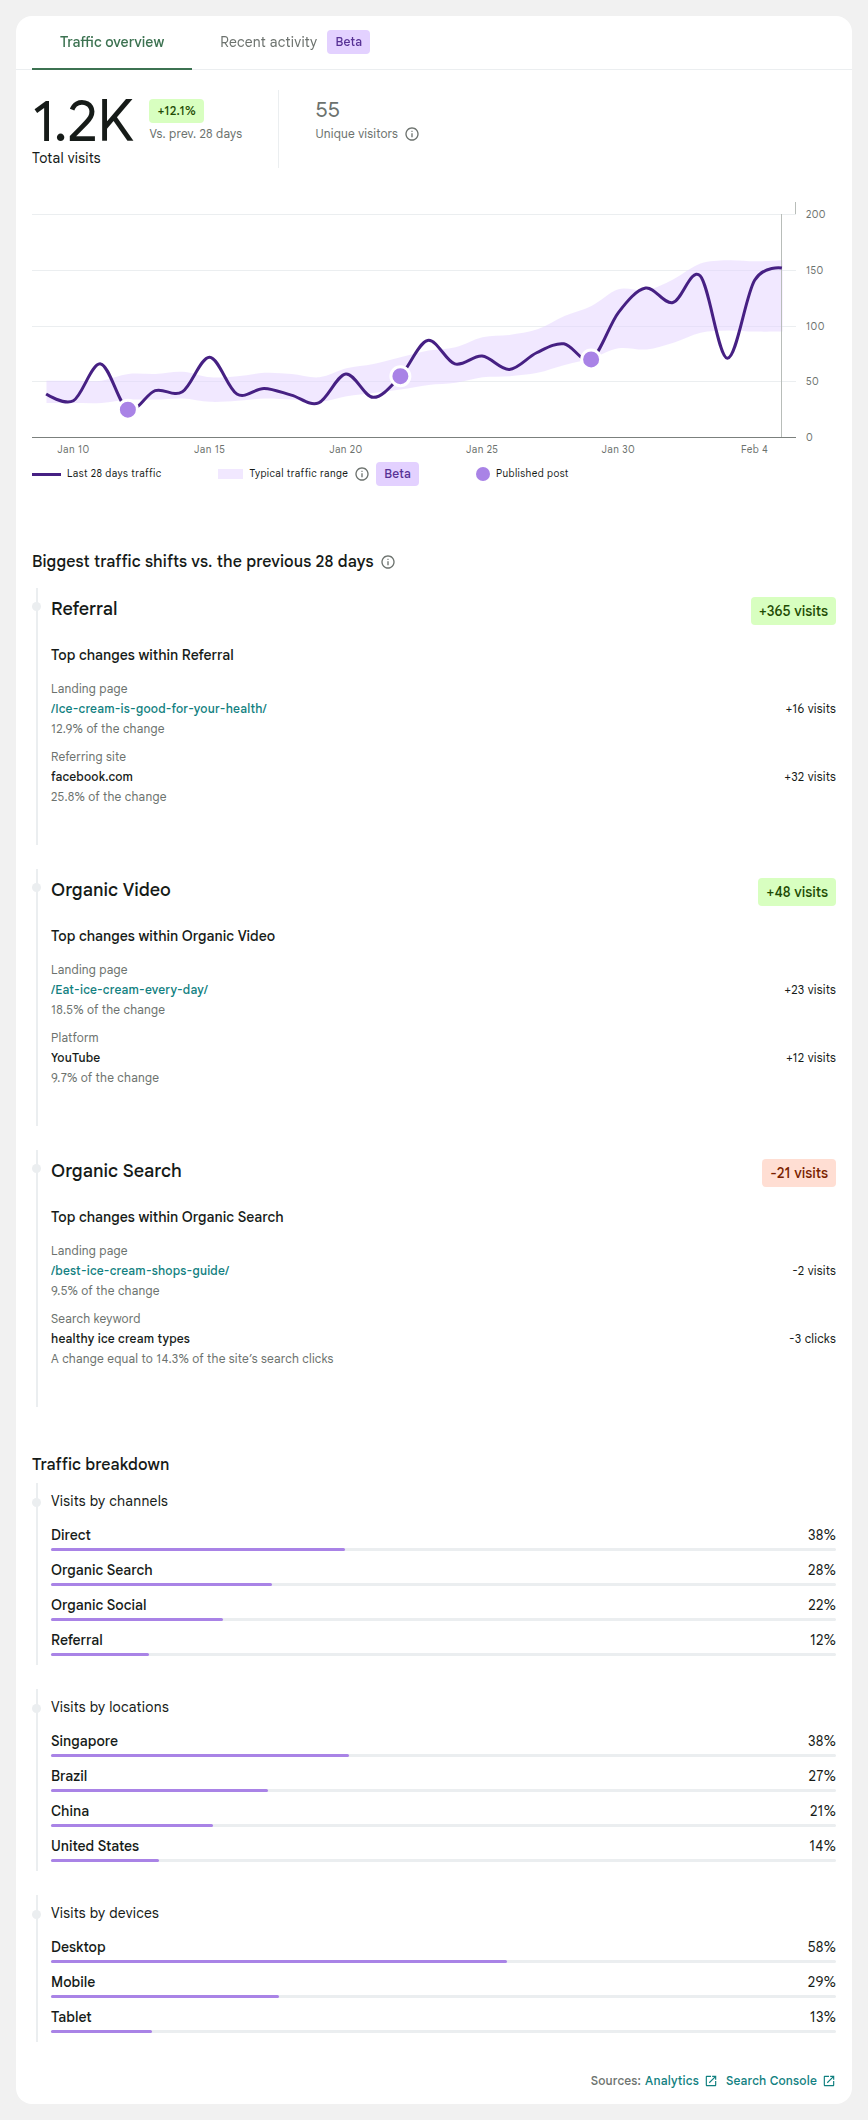 Traffic overview
Recent activity Beta
1.2K
+12.1%
Vs. prev. 28 days
Total visits
55
Unique visitors
200
150
100
50
0
Jan 10 Jan 15 Jan 20 Jan 25 Jan 30 Feb 4
Last 28 days traffic Typical traffic range Beta Published post
Biggest traffic shifts vs. the previous 28 days
Referral +365 visits
Top changes within Referral
Landing page
/Ice-cream-is-good-for-your-health/ +16 visits
12.9% of the change
Referring site
facebook.com +32 visits
25.8% of the change
Organic Video +48 visits
Top changes within Organic Video
Landing page
/Eat-ice-cream-every-day/ +23 visits
18.5% of the change
Platform
YouTube +12 visits
9.7% of the change
Organic Search -21 visits
Top changes within Organic Search
Landing page
/best-ice-cream-shops-guide/ -2 visits
9.5% of the change
Search keyword
healthy ice cream types -3 clicks
A change equal to 14.3% of the site's search clicks
Traffic breakdown
Visits by channels
Direct 38%
Organic Search 28%
Organic Social 22%
Referral 12%
Visits by locations
Singapore 38%
Brazil 27%
China 21%
United States 14%
Visits by devices
Desktop 58%
Mobile 29%
Tablet 13%
Sources: Analytics Search Console